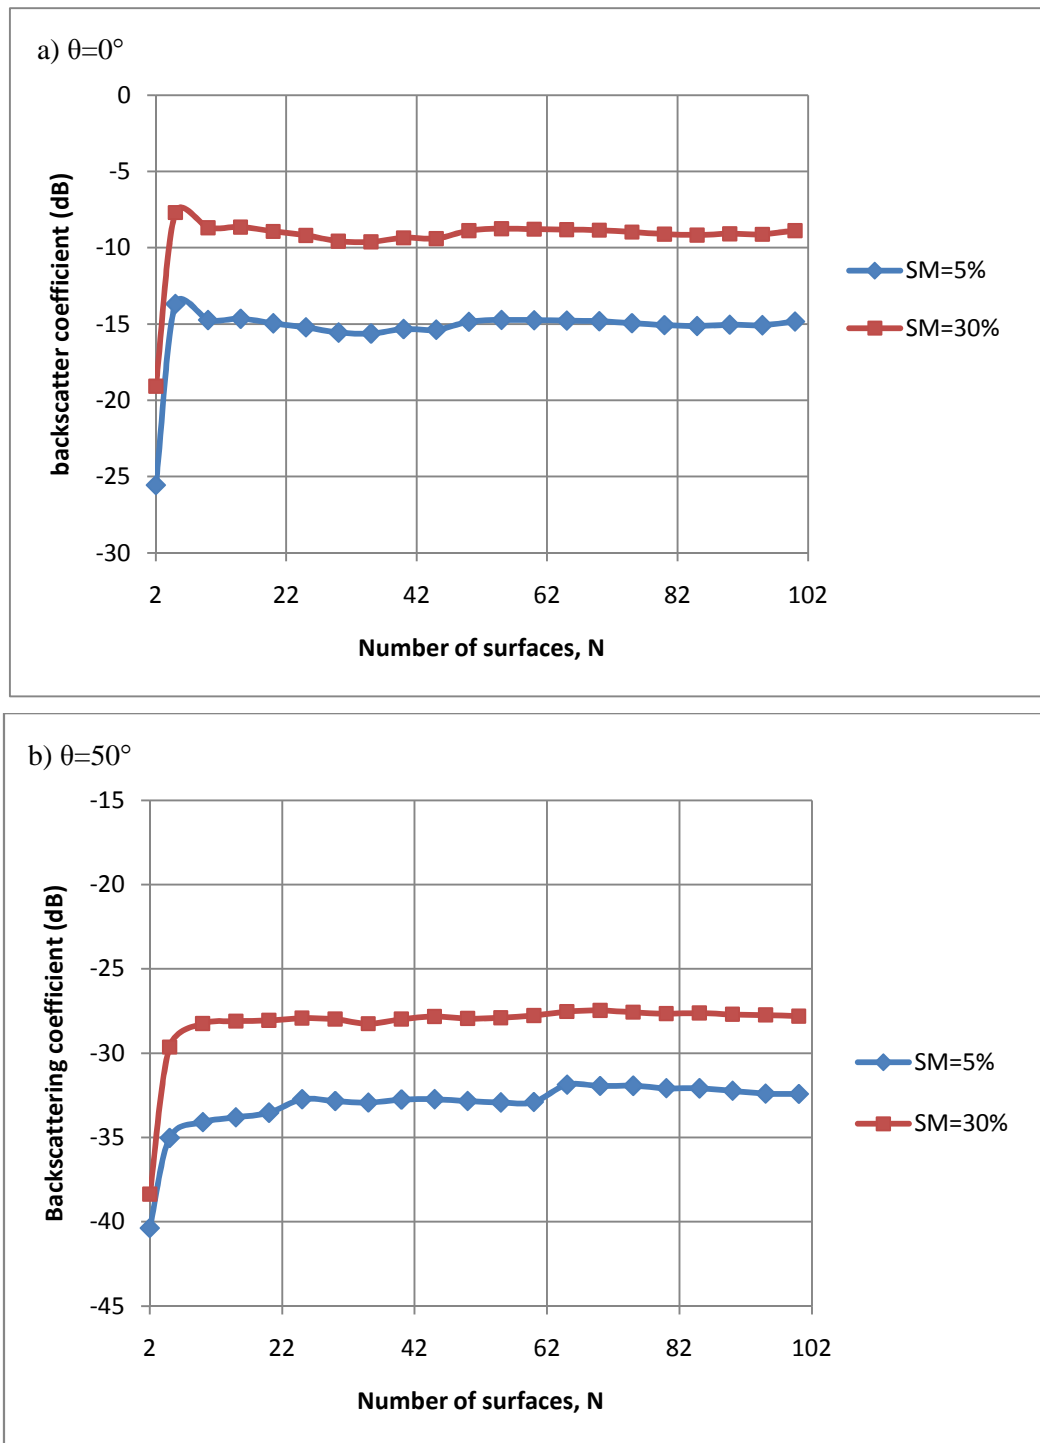 a) θ=0°
0
-5
-10
-15
-20
-25
-30
backscatter coefficient (dB)
2 22 42 62 82 102
Number of surfaces, N
SM=5%
SM=30%
b) θ=50°
-15
-20
-25
-30
-35
-40
-45
Backscattering coefficient (dB)
2 22 42 62 82 102
Number of surfaces, N
SM=5%
SM=30%